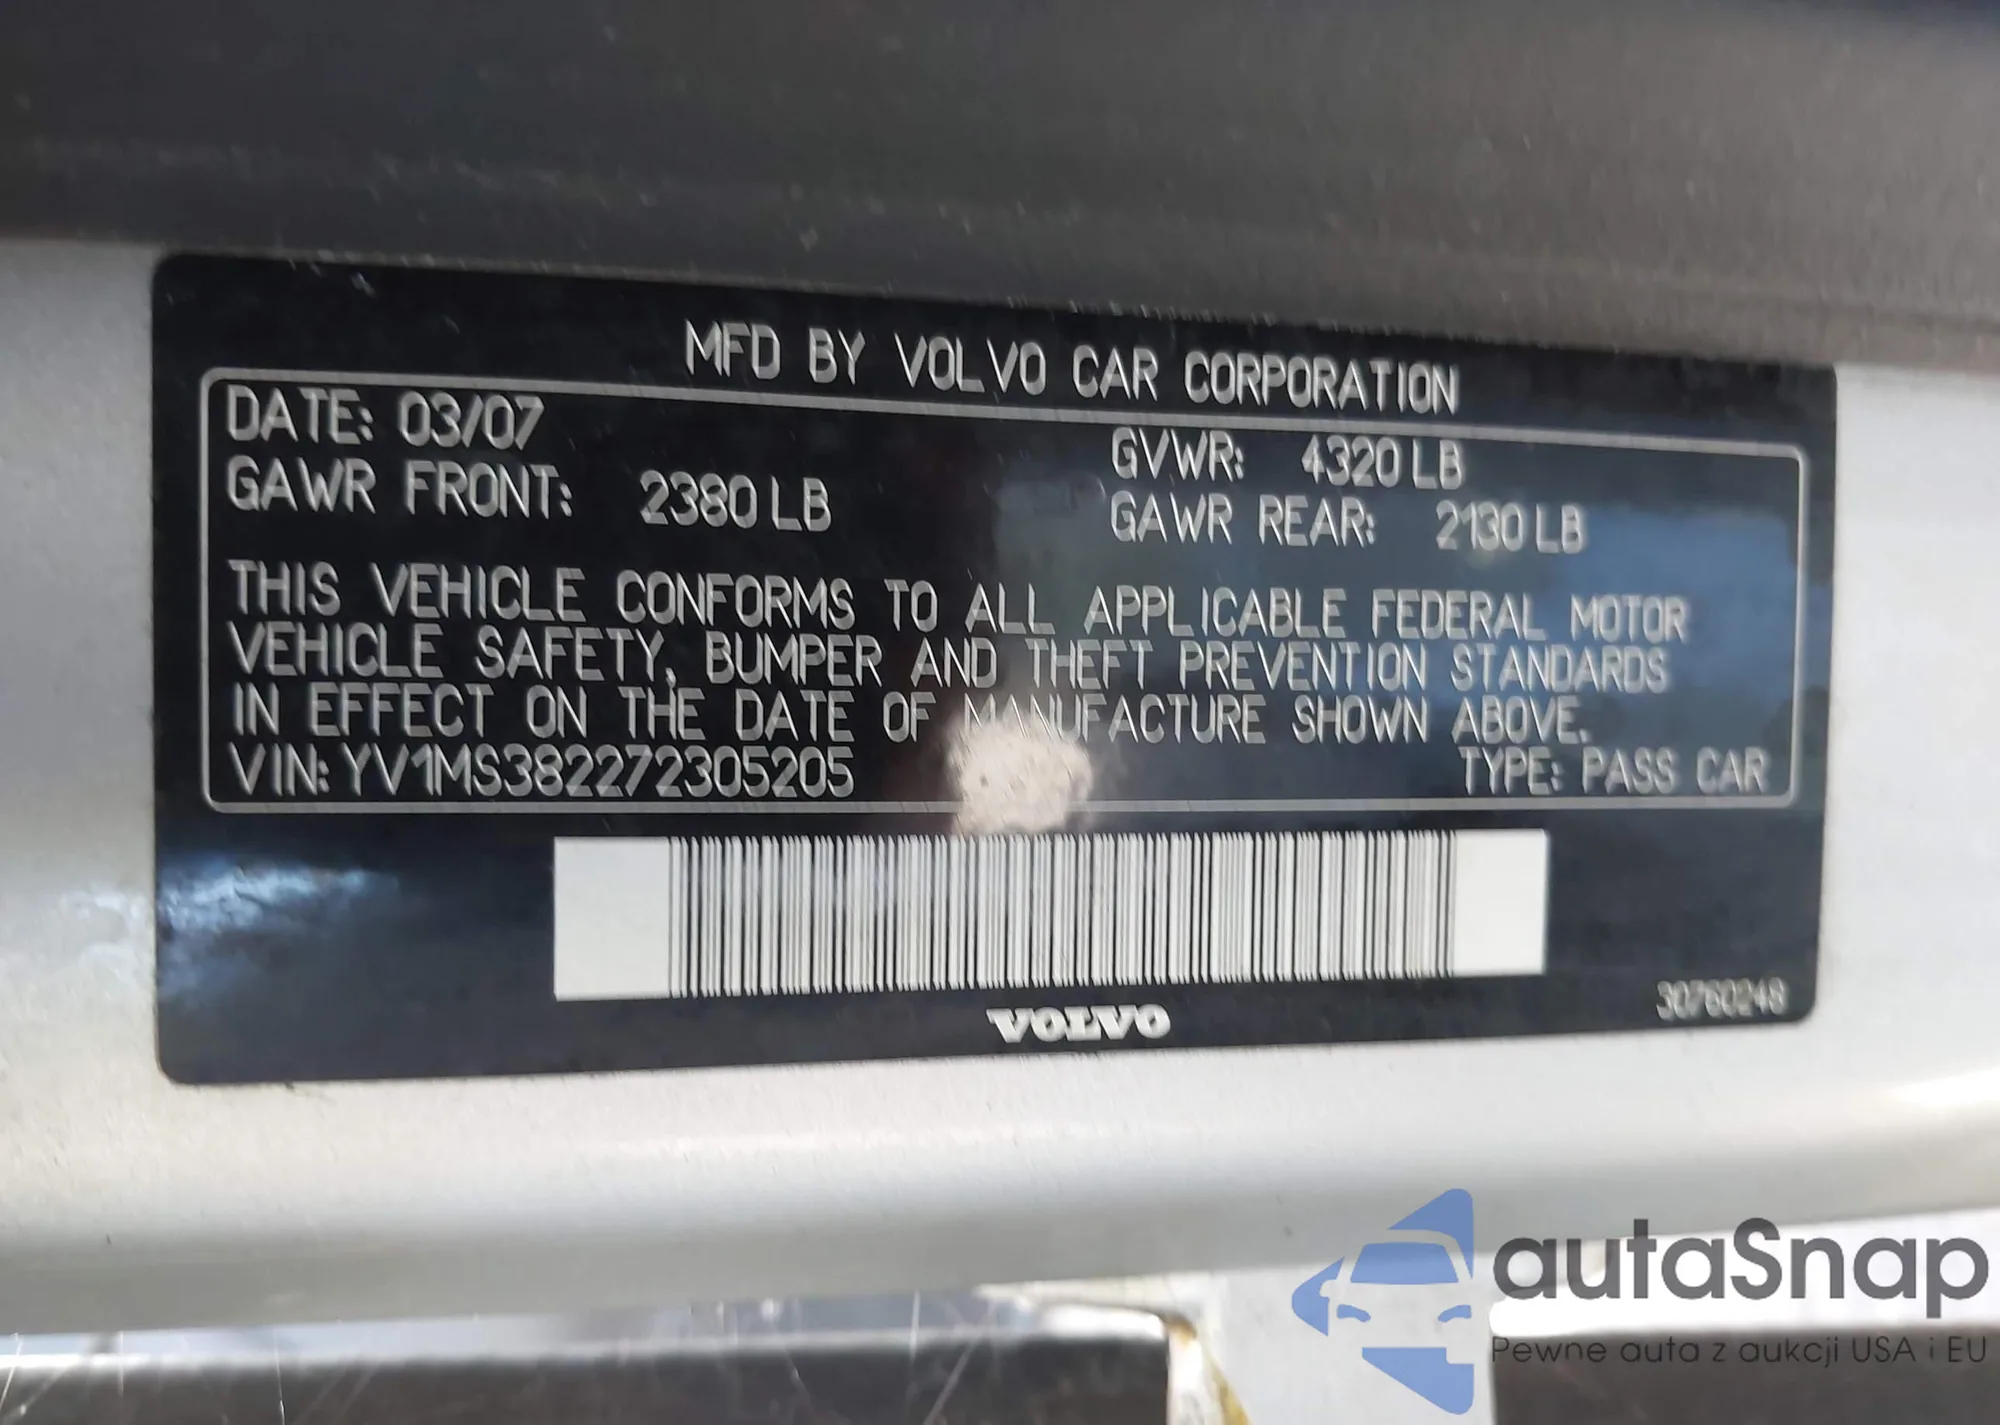 MFD BY VOLVO CAR CORPORATION
DATE: 03/07
GVWR: 4320 LB
GAWR FRONT: 2380 LB
GAWR REAR: 2130 LB
THIS VEHICLE CONFORMS TO ALL APPLICABLE FEDERAL MOTOR
VEHICLE SAFETY, BUMPER AND THEFT PREVENTION STANDARDS
IN EFFECT ON THE DATE OF MANUFACTURE SHOWN ABOVE.
VIN: YV1MS382272305205
TYPE: PASS CAR
VOLVO
30760248
autaSnap
Pewne auta z aukcji USA i EU